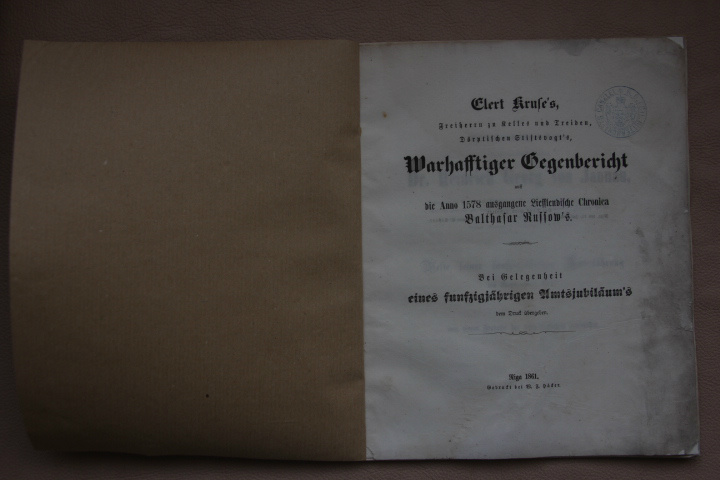 Elert Kruse's,
Freiherrn zu Kelles und Treiden,
Dörptischen Stiftsvogt's,
Warhafftiger Gegenbericht
auf
die Anno 1578 ausgangene Liefflendische Chronica
Balthasar Russow's.
Bei Gelegenheit
eines funfzigjährigen Amtsjubiläum's
dem Druck übergeben.
Riga 1861.
Gedruckt bei W. F. Häcker.